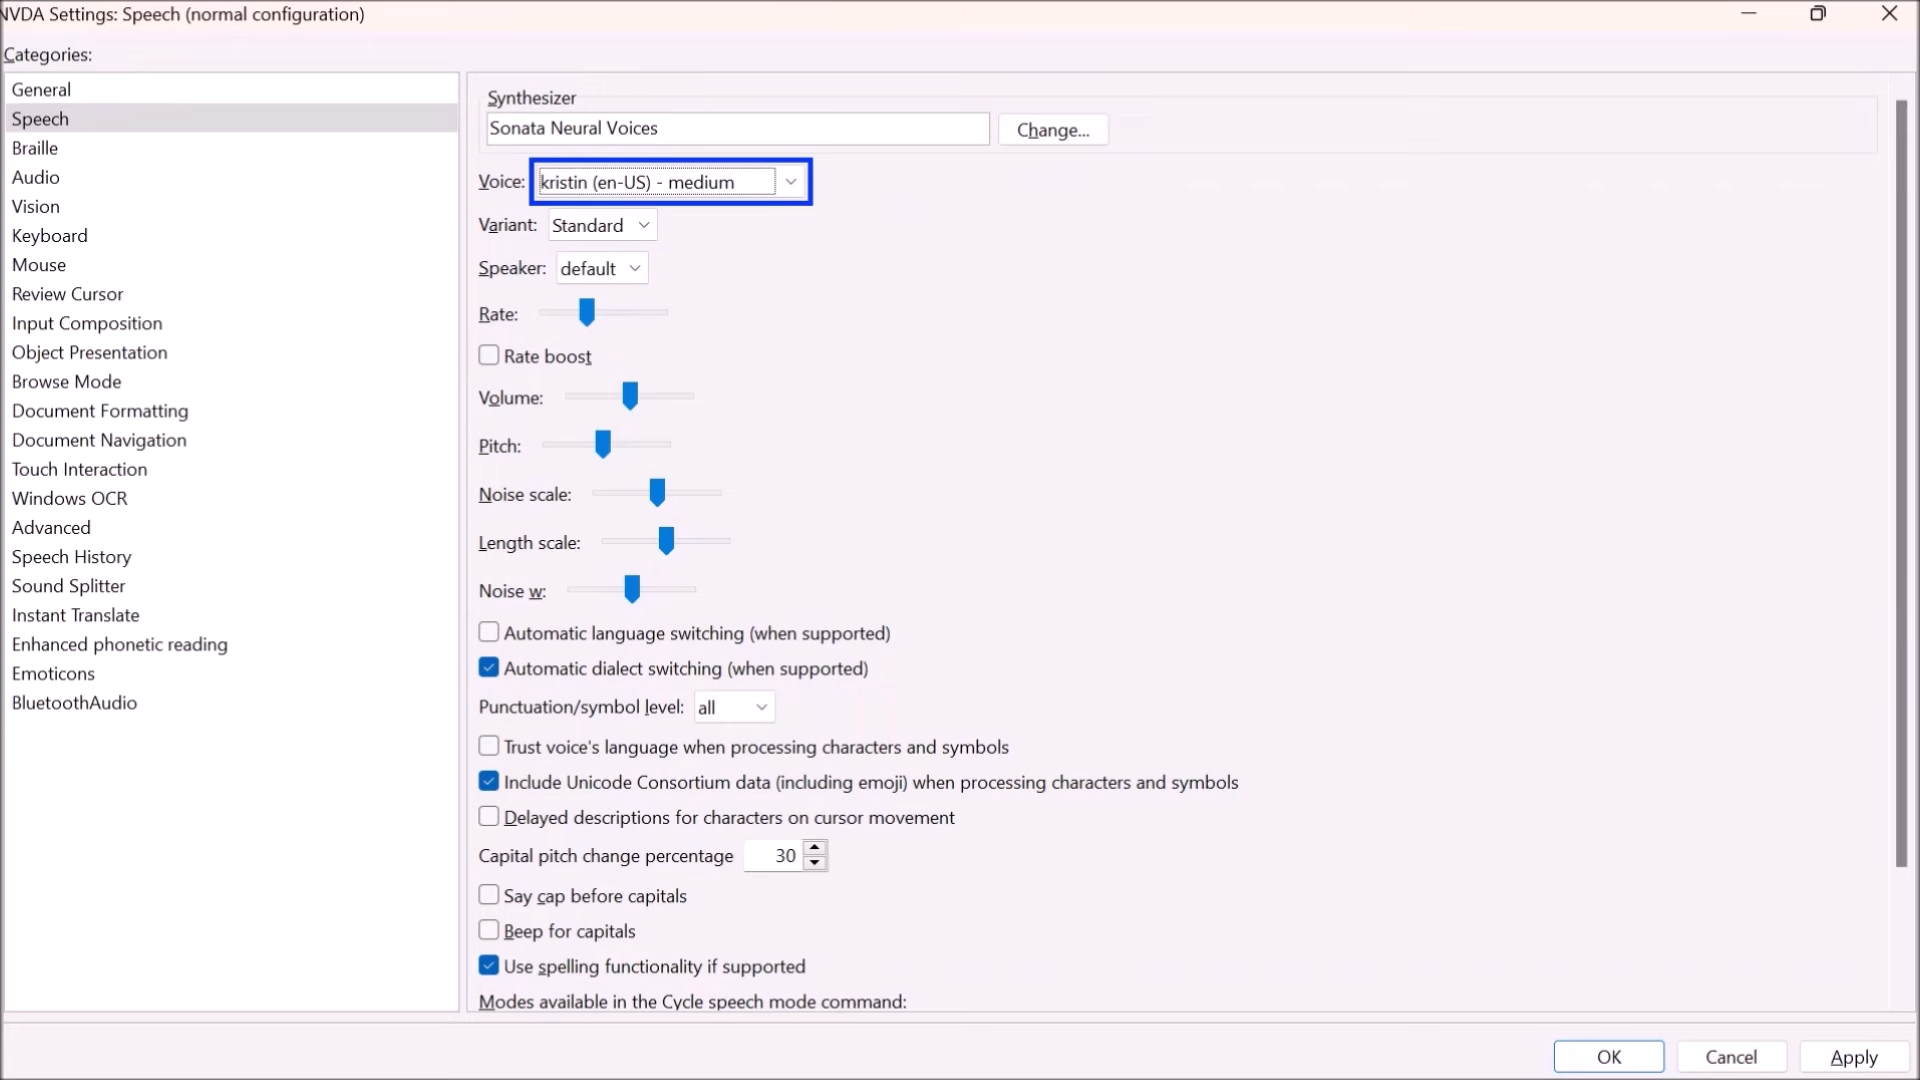 NVDA Settings: Speech (normal configuration)
Categories:
General
Speech
Braille
Audio
Vision
Keyboard
Mouse
Review Cursor
Input Composition
Object Presentation
Browse Mode
Document Formatting
Document Navigation
Touch Interaction
Windows OCR
Advanced
Speech History
Sound Splitter
Instant Translate
Enhanced phonetic reading
Emoticons
BluetoothAudio
Synthesizer
Sonata Neural Voices Change...
Voice: kristin (en-US) - medium
Variant: Standard
Speaker: default
Rate:
Rate boost
Volume:
Pitch:
Noise scale:
Length scale:
Noise w:
Automatic language switching (when supported)
Automatic dialect switching (when supported)
Punctuation/symbol level: all
Trust voice's language when processing characters and symbols
Include Unicode Consortium data (including emoji) when processing characters and symbols
Delayed descriptions for characters on cursor movement
Capital pitch change percentage 30
Say cap before capitals
Beep for capitals
Use spelling functionality if supported
Modes available in the Cycle speech mode command:
OK Cancel Apply